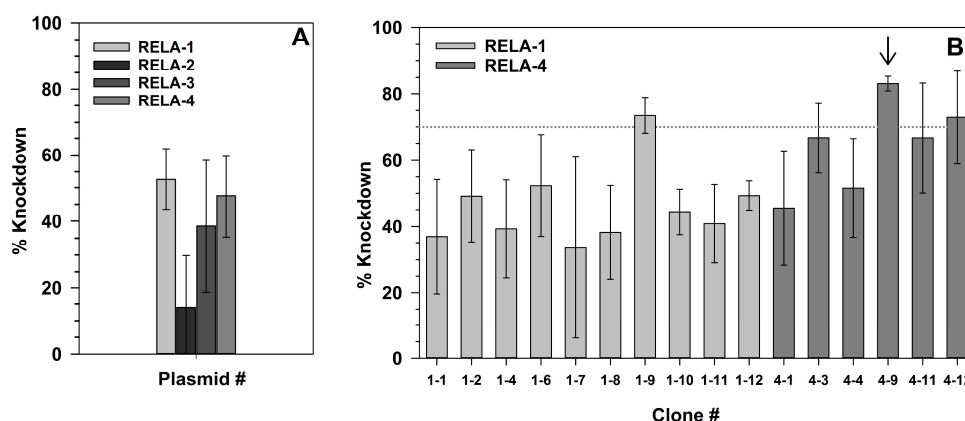 A
RELA-1
RELA-2
RELA-3
RELA-4
100
80
60
40
20
0
% Knockdown
Plasmid #
B
RELA-1
RELA-4
100
80
60
40
20
0
% Knockdown
1-1 1-2 1-4 1-6 1-7 1-8 1-9 1-10 1-11 1-12 4-1 4-3 4-4 4-9 4-11 4-12
Clone #